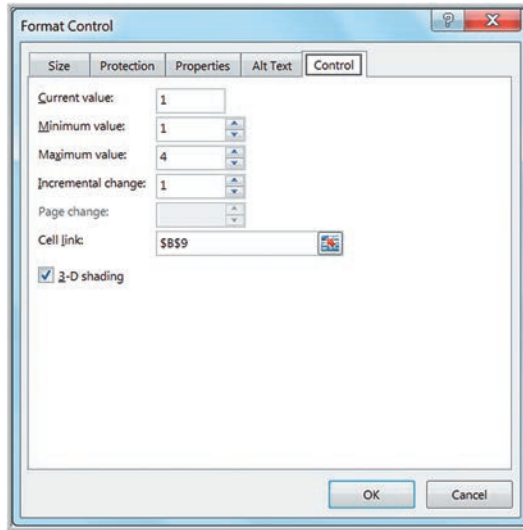 Format Control
Size Protection Properties Alt Text Control
Current value: 1
Minimum value: 1
Maximum value: 4
Incremental change: 1
Page change:
Cell link: $B$9
3-D shading
OK Cancel